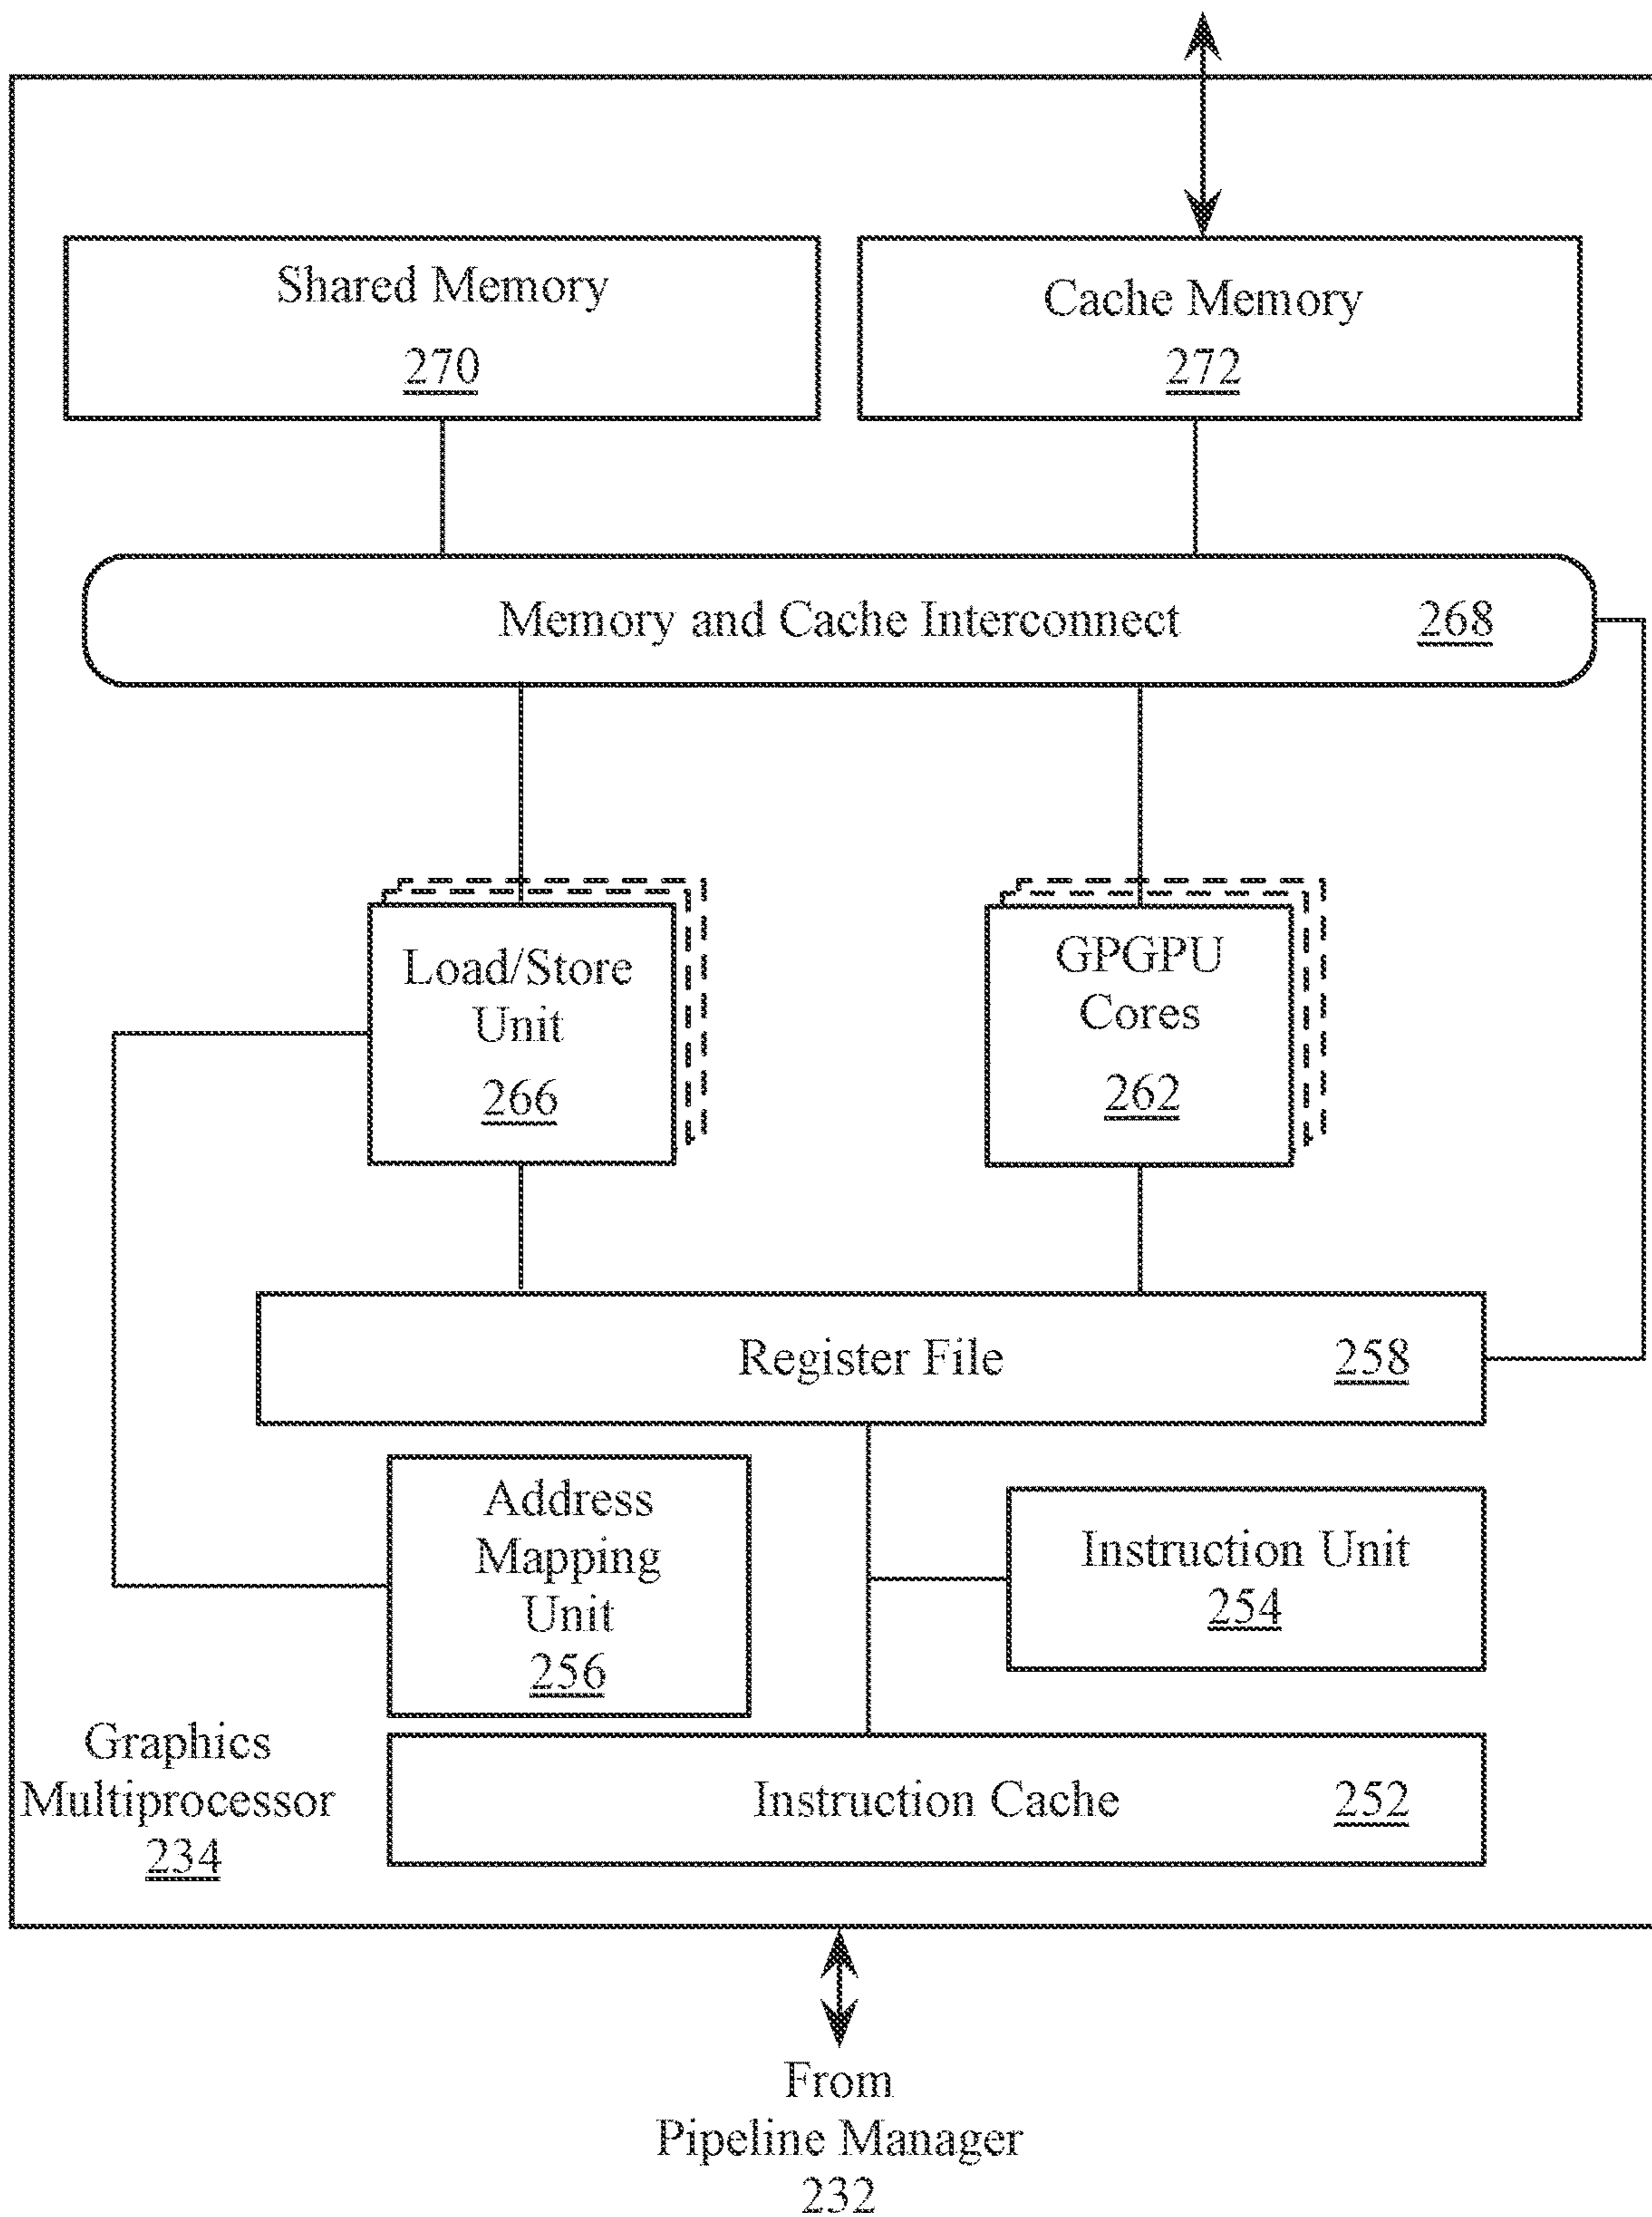 Shared Memory
270
Cache Memory
272
Memory and Cache Interconnect 268
Load/Store
Unit
266
GPGPU
Cores
262
Register File 258
Address
Mapping
Unit
256
Instruction Unit
254
Graphics
Multiprocessor
234
Instruction Cache 252
From
Pipeline Manager
232